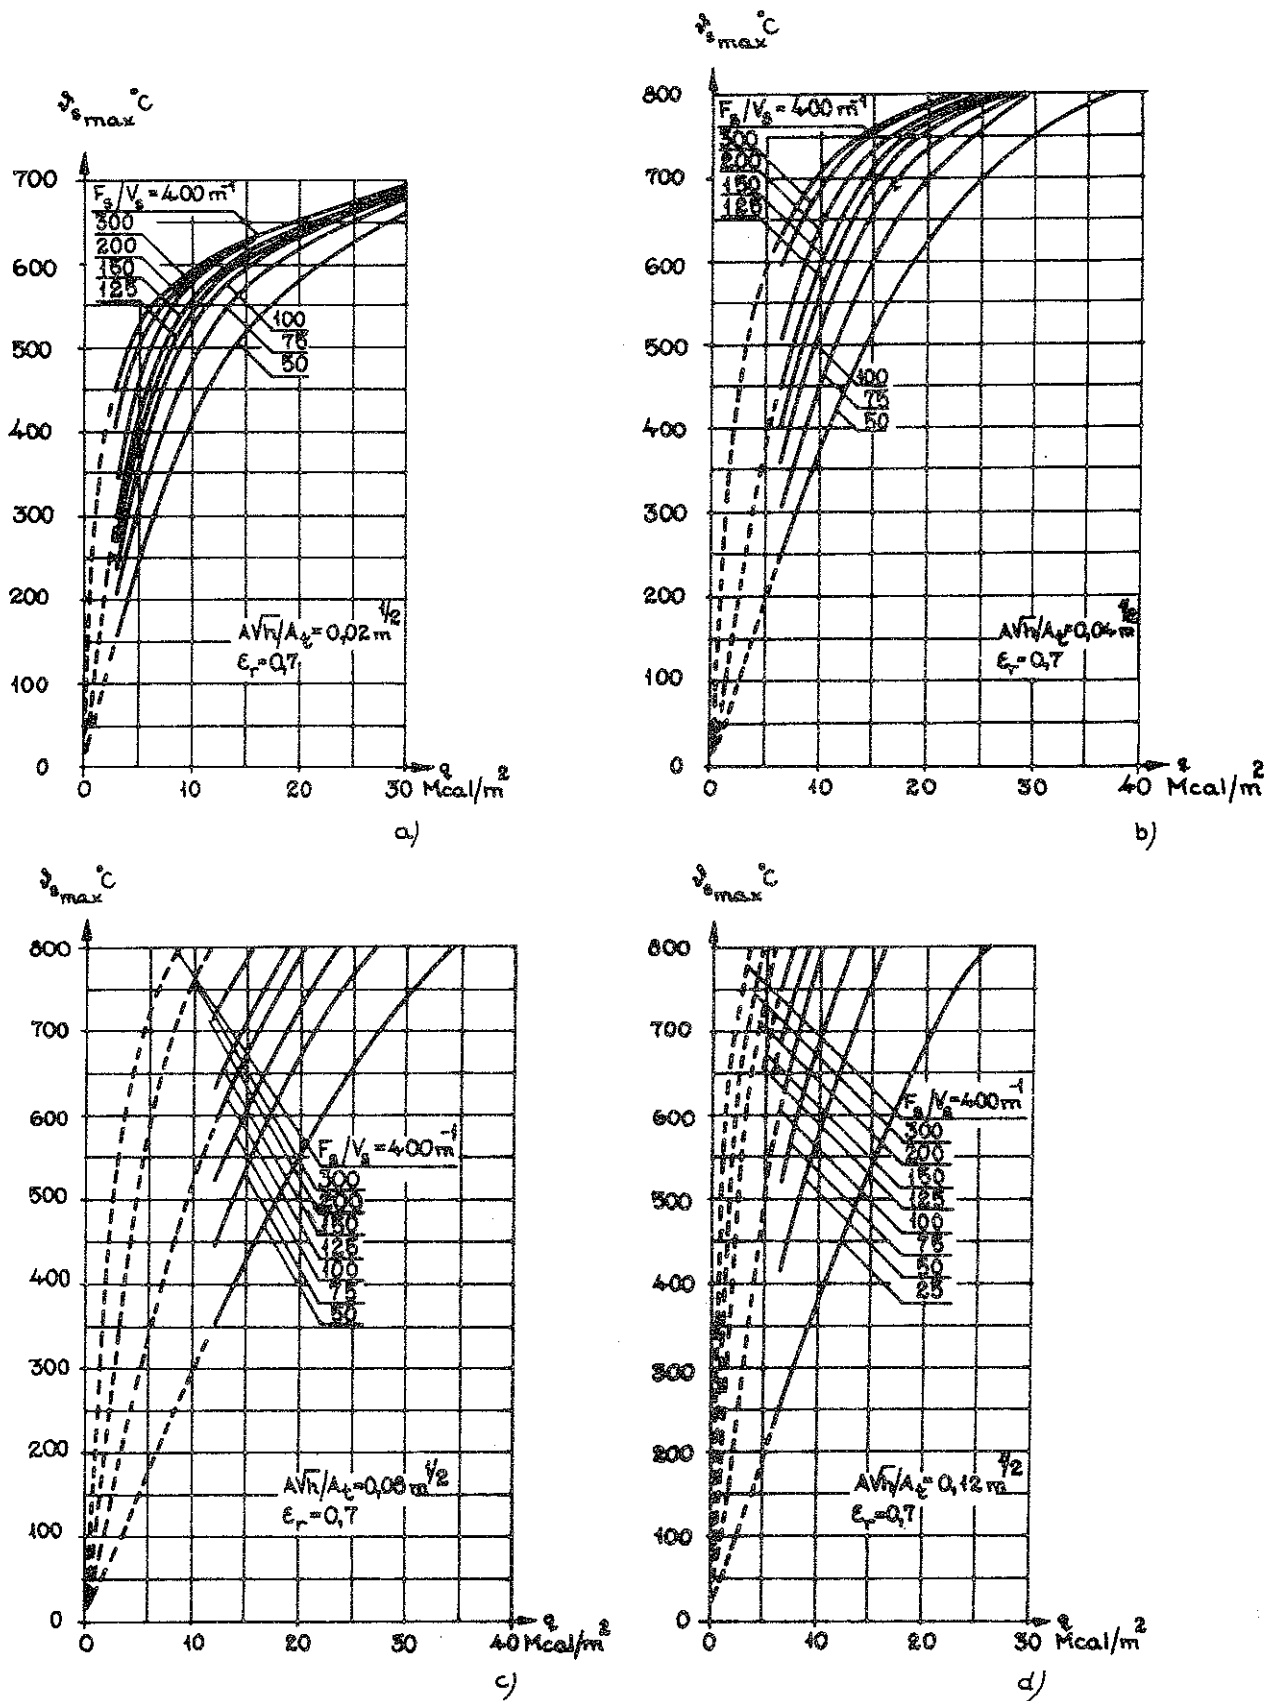 ϑs max °C
700
600
500
400
300
200
100
0
Fs/Vs = 400 m⁻¹
300
200
150
125
100
75
50
A√h/At = 0,02 m^1/2
εr = 0,7
0 10 20 30 q Mcal/m²
a)
ϑs max °C
800
700
600
500
400
300
200
100
0
Fs/Vs = 400 m⁻¹
300
200
150
125
100
75
50
A√h/At = 0,04 m^1/2
εr = 0,7
0 10 20 30 40 q Mcal/m²
b)
ϑs max °C
800
700
600
500
400
300
200
100
0
Fs/Vs = 400 m⁻¹
300
200
150
125
100
75
50
A√h/At = 0,08 m^1/2
εr = 0,7
0 10 20 30 40 q Mcal/m²
c)
ϑs max °C
800
700
600
500
400
300
200
100
0
Fs/Vs = 400 m⁻¹
300
200
150
125
100
75
50
25
A√h/At = 0,12 m^1/2
εr = 0,7
0 10 20 30 q Mcal/m²
d)